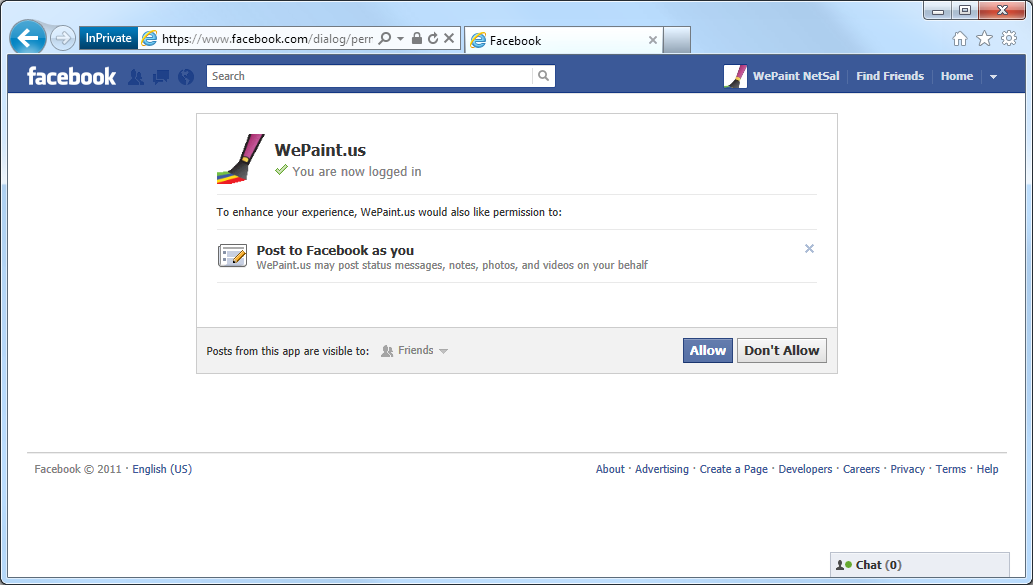 InPrivate https://www.facebook.com/dialog/perr Facebook
facebook Search WePaint NetSal Find Friends Home
WePaint.us
You are now logged in
To enhance your experience, WePaint.us would also like permission to:
Post to Facebook as you
WePaint.us may post status messages, notes, photos, and videos on your behalf
Posts from this app are visible to: Friends Allow Don't Allow
Facebook © 2011 · English (US) About · Advertising · Create a Page · Developers · Careers · Privacy · Terms · Help
Chat (0)